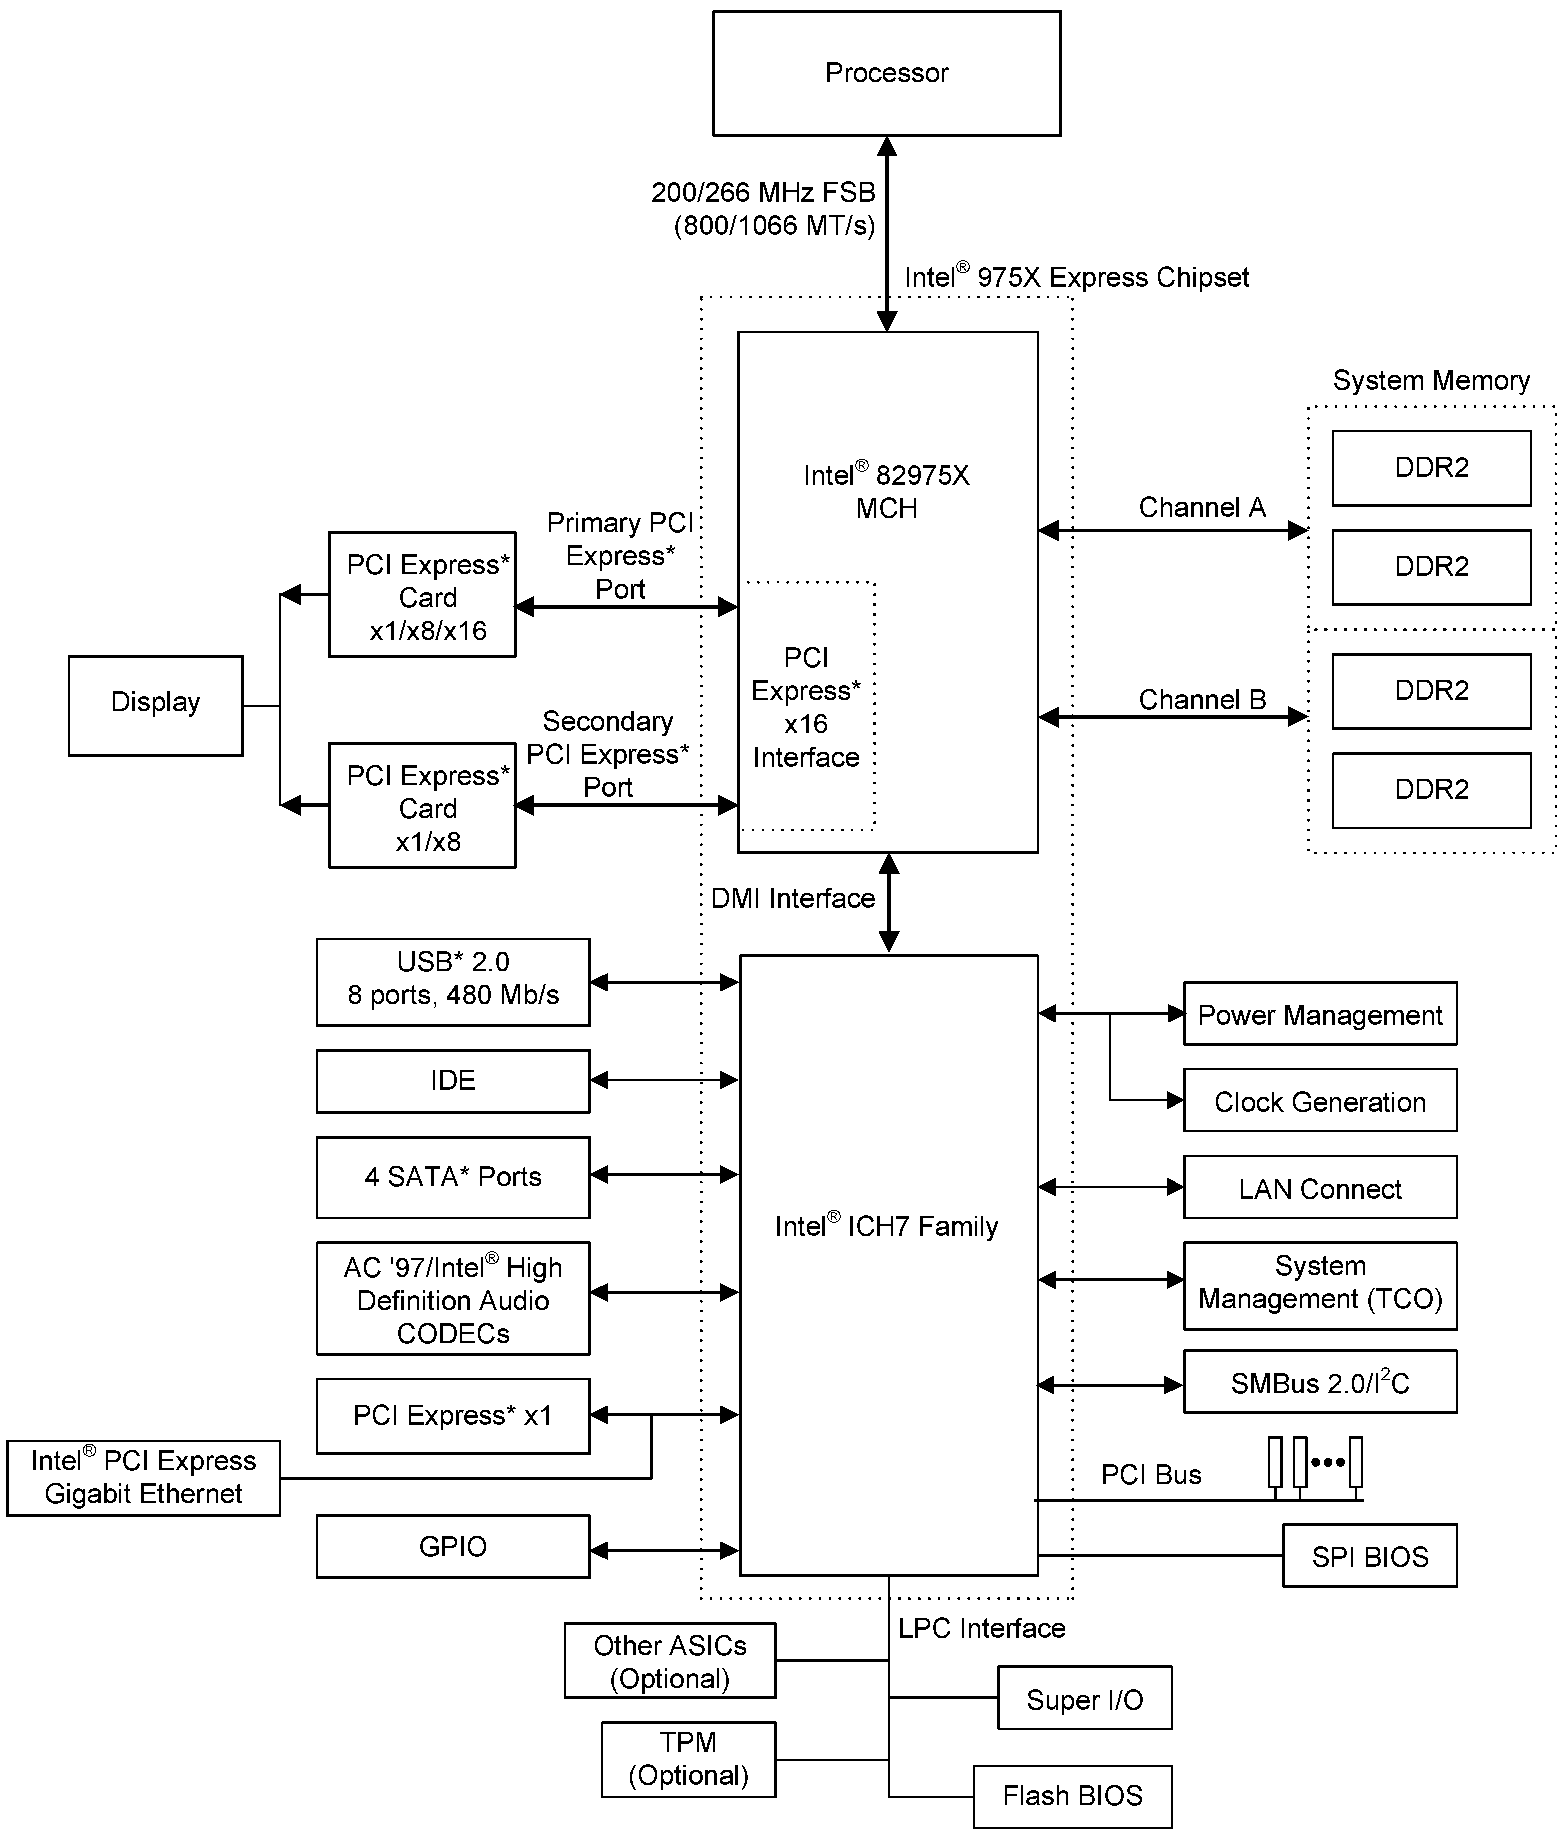 Processor
200/266 MHz FSB
(800/1066 MT/s)
Intel® 975X Express Chipset
System Memory
Intel® 82975X
MCH
DDR2
DDR2
DDR2
DDR2
Channel A
Channel B
Primary PCI
Express*
Port
PCI Express*
Card
x1/x8/x16
PCI
Express*
x16
Interface
Display
Secondary
PCI Express*
Port
PCI Express*
Card
x1/x8
DMI Interface
USB* 2.0
8 ports, 480 Mb/s
IDE
4 SATA* Ports
AC '97/Intel® High
Definition Audio
CODECs
PCI Express* x1
Intel® PCI Express
Gigabit Ethernet
GPIO
Intel® ICH7 Family
Power Management
Clock Generation
LAN Connect
System
Management (TCO)
SMBus 2.0/I²C
PCI Bus
SPI BIOS
LPC Interface
Other ASICs
(Optional)
Super I/O
TPM
(Optional)
Flash BIOS